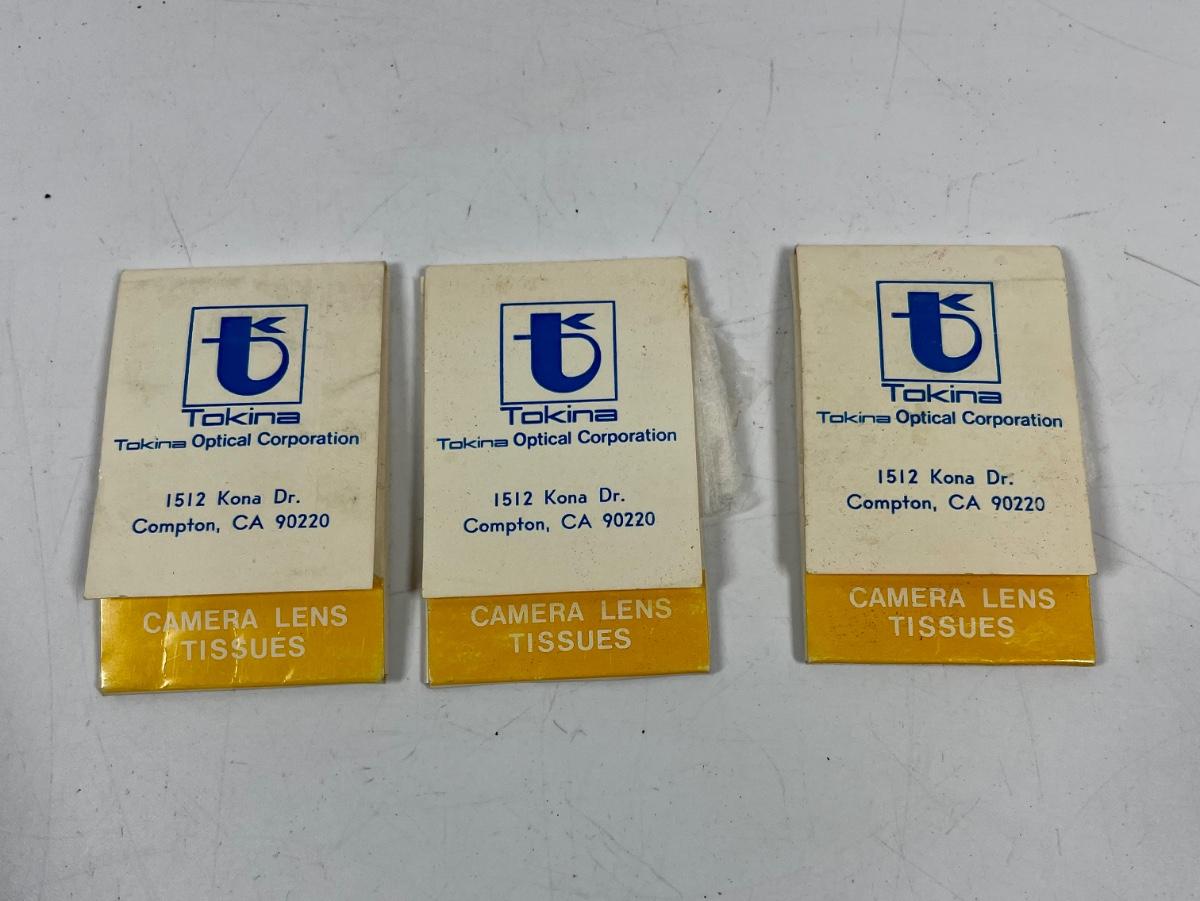 Tokina
Tokina Optical Corporation
1512 Kona Dr.
Compton, CA 90220
CAMERA LENS
TISSUES
Tokina
Tokina Optical Corporation
1512 Kona Dr.
Compton, CA 90220
CAMERA LENS
TISSUES
Tokina
Tokina Optical Corporation
1512 Kona Dr.
Compton, CA 90220
CAMERA LENS
TISSUES